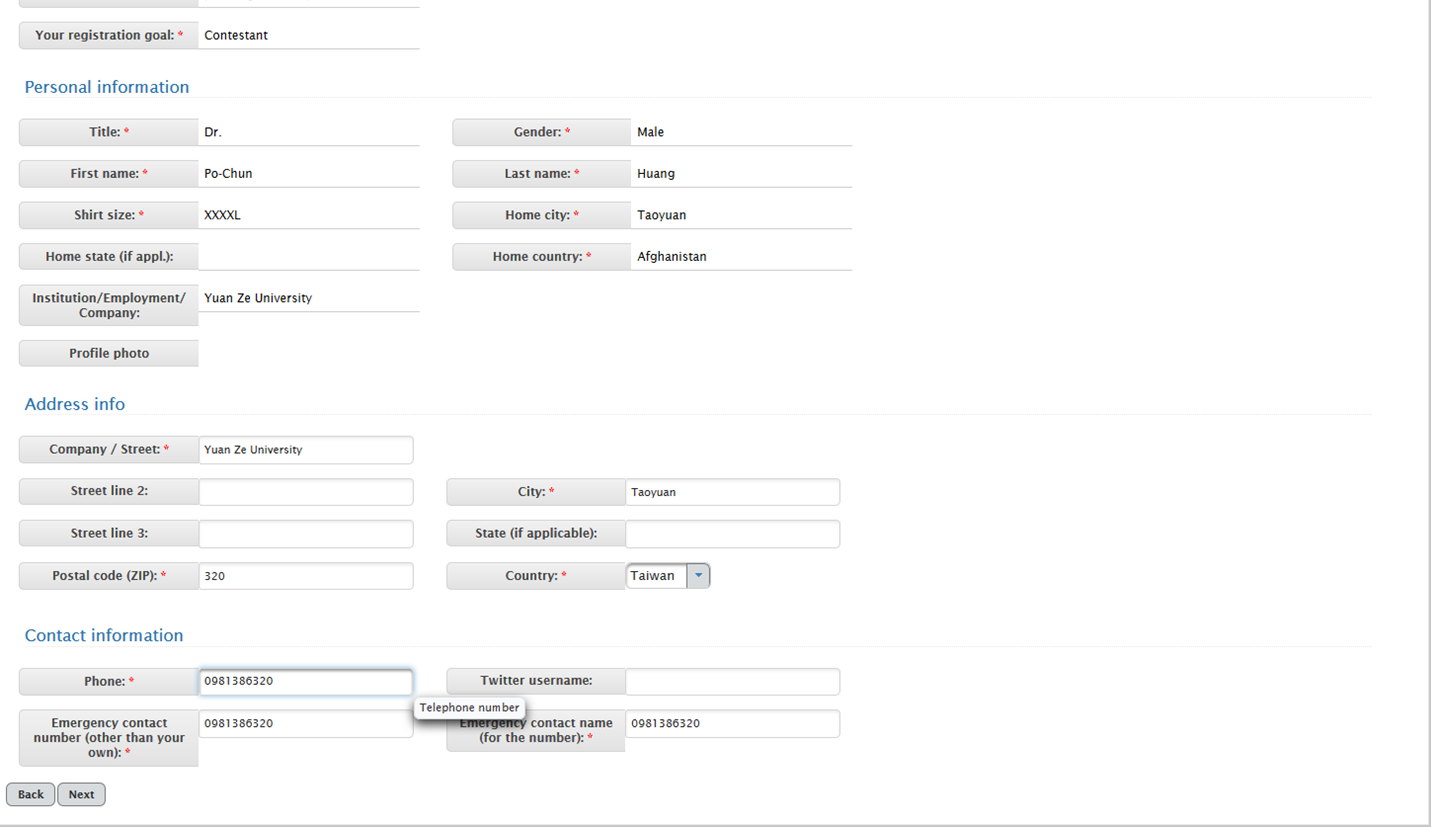 Your registration goal: * Contestant
Personal information
Title: * Dr. Gender: * Male
First name: * Po-Chun Last name: * Huang
Shirt size: * XXXXL Home city: * Taoyuan
Home state (if appl.): Home country: * Afghanistan
Institution/Employment/ Yuan Ze University
Company:
Profile photo
Address info
Company / Street: * Yuan Ze University
Street line 2: City: * Taoyuan
Street line 3: State (if applicable):
Postal code (ZIP): * 320 Country: * Taiwan
Contact information
Phone: * 0981386320 Twitter username:
Telephone number
Emergency contact 0981386320 Emergency contact name 0981386320
number (other than your (for the number): *
own): *
Back Next